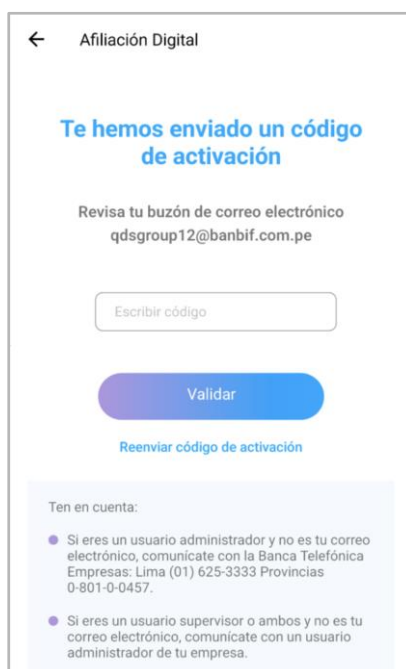 Afiliación Digital
Te hemos enviado un código
de activación
Revisa tu buzón de correo electrónico
qdsgroup12@banbif.com.pe
Escribir código
Validar
Reenviar código de activación
Ten en cuenta:
Si eres un usuario administrador y no es tu correo
electrónico, comunícate con la Banca Telefónica
Empresas: Lima (01) 625-3333 Provincias
0-801-0-0457.
Si eres un usuario supervisor o ambos y no es tu
correo electrónico, comunícate con un usuario
administrador de tu empresa.